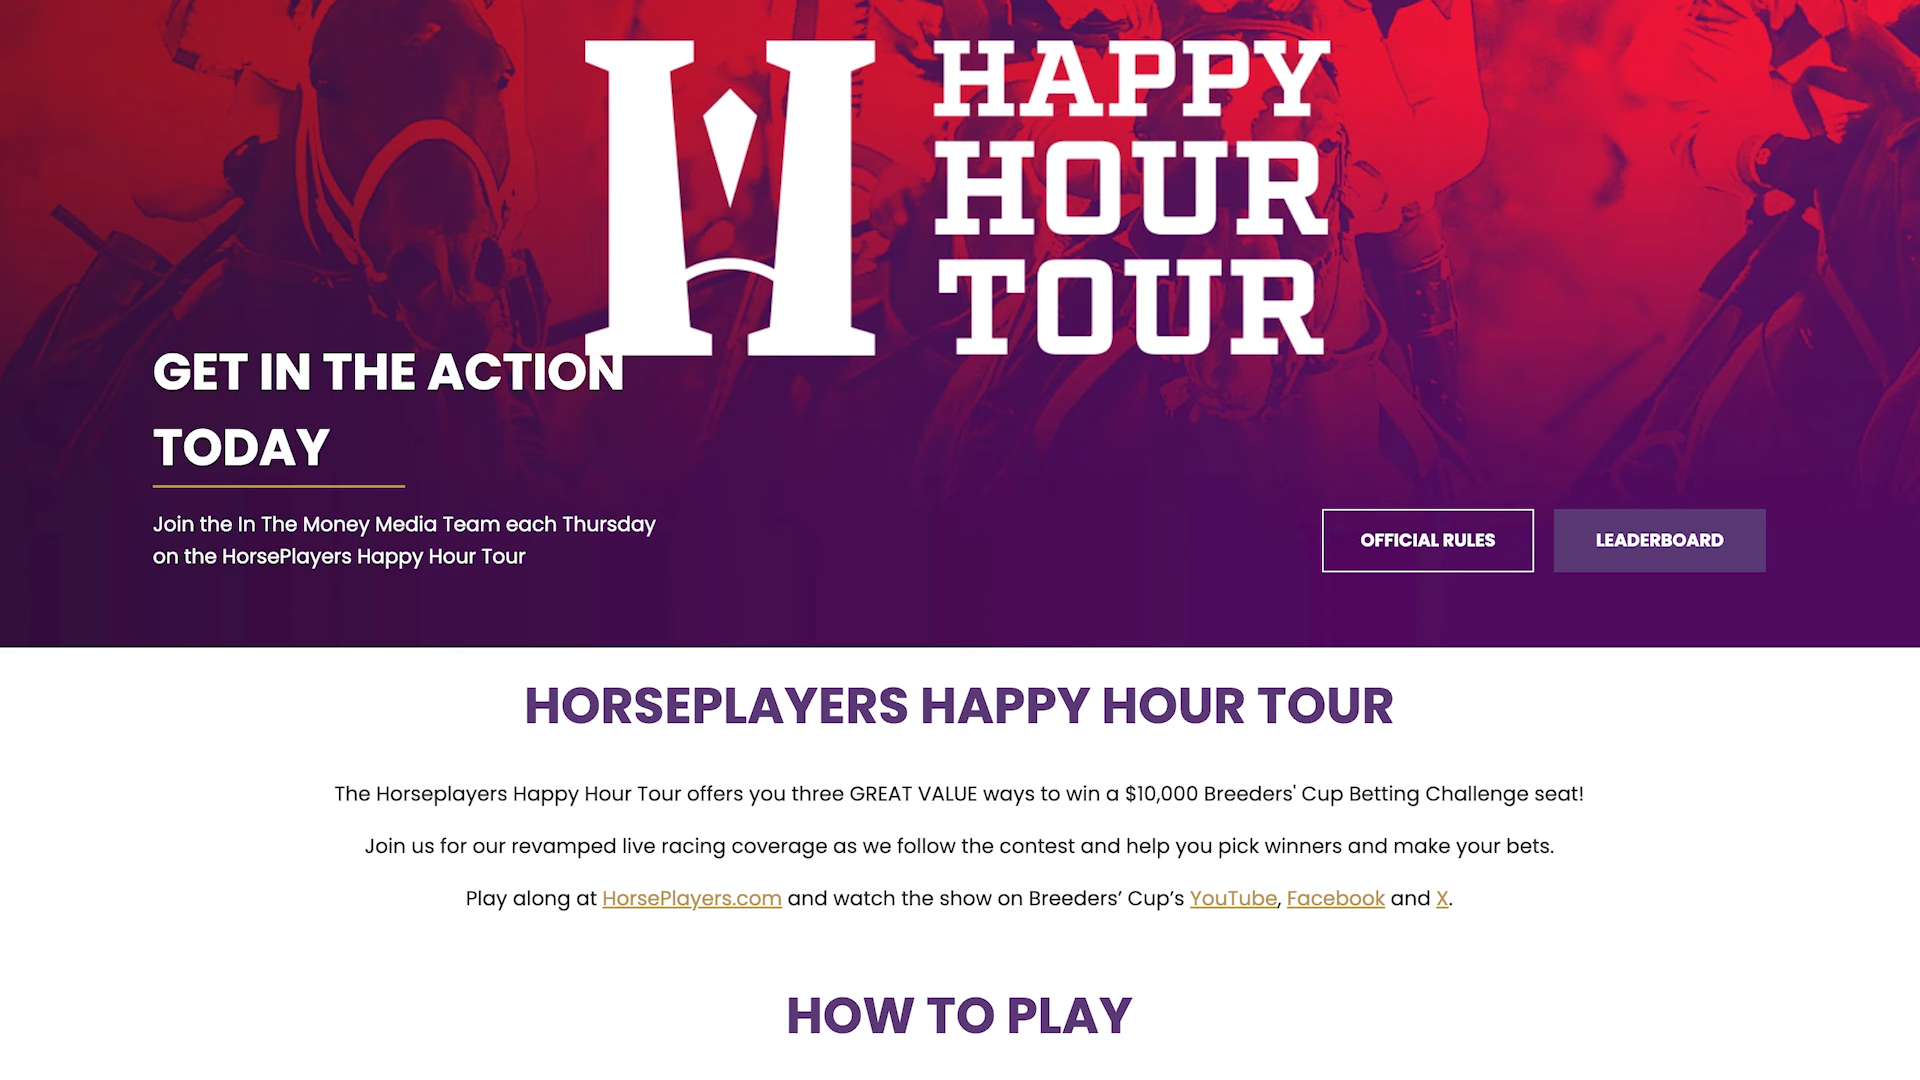 HAPPY
HOUR
TOUR
GET IN THE ACTION
TODAY
Join the In The Money Media Team each Thursday
on the HorsePlayers Happy Hour Tour
OFFICIAL RULES
LEADERBOARD
HORSEPLAYERS HAPPY HOUR TOUR
The Horseplayers Happy Hour Tour offers you three GREAT VALUE ways to win a $10,000 Breeders' Cup Betting Challenge seat!
Join us for our revamped live racing coverage as we follow the contest and help you pick winners and make your bets.
Play along at HorsePlayers.com and watch the show on Breeders’ Cup’s YouTube, Facebook and X.
HOW TO PLAY